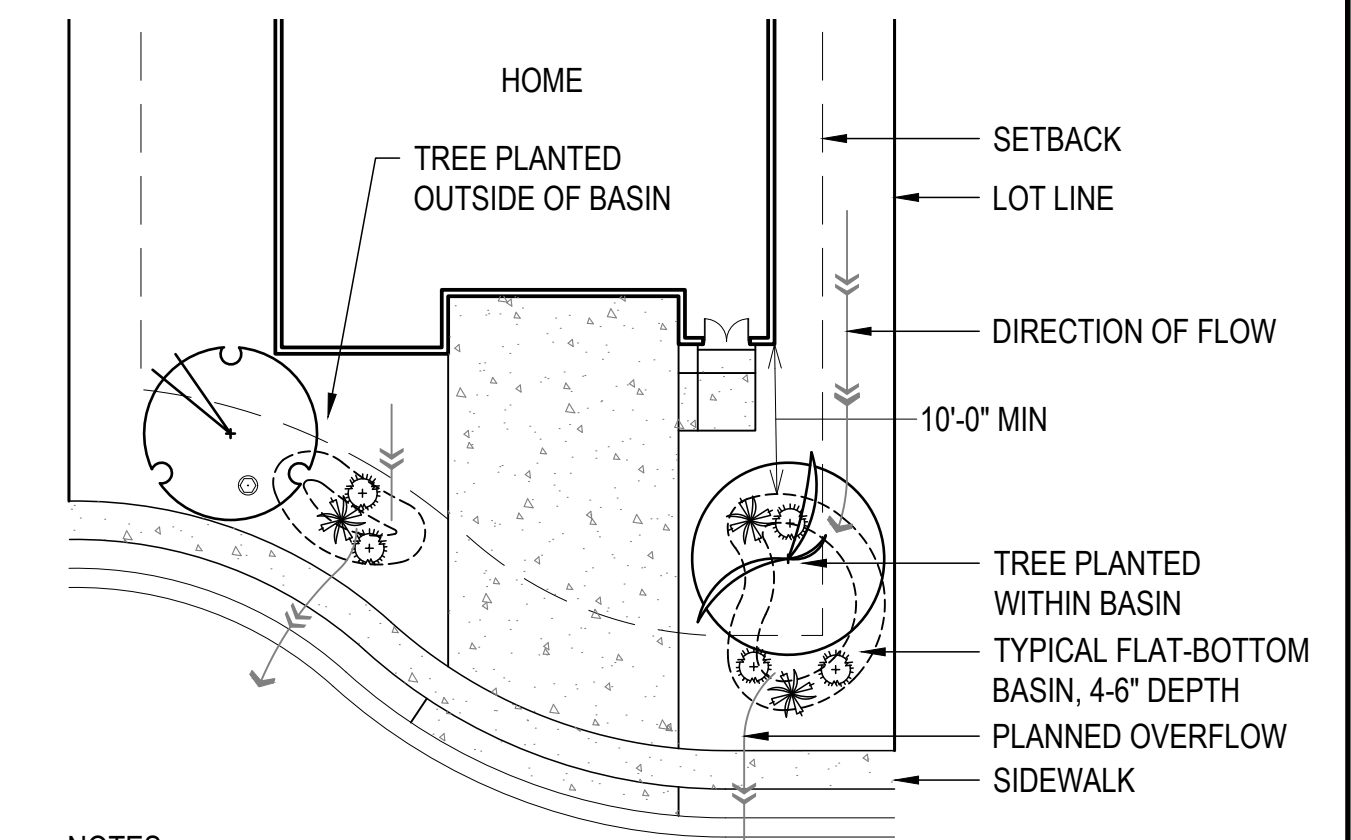 HOME
TREE PLANTED
OUTSIDE OF BASIN
SETBACK
LOT LINE
DIRECTION OF FLOW
10'-0" MIN
TREE PLANTED
WITHIN BASIN
TYPICAL FLAT-BOTTOM
BASIN, 4-6" DEPTH
PLANNED OVERFLOW
SIDEWALK
NOTES